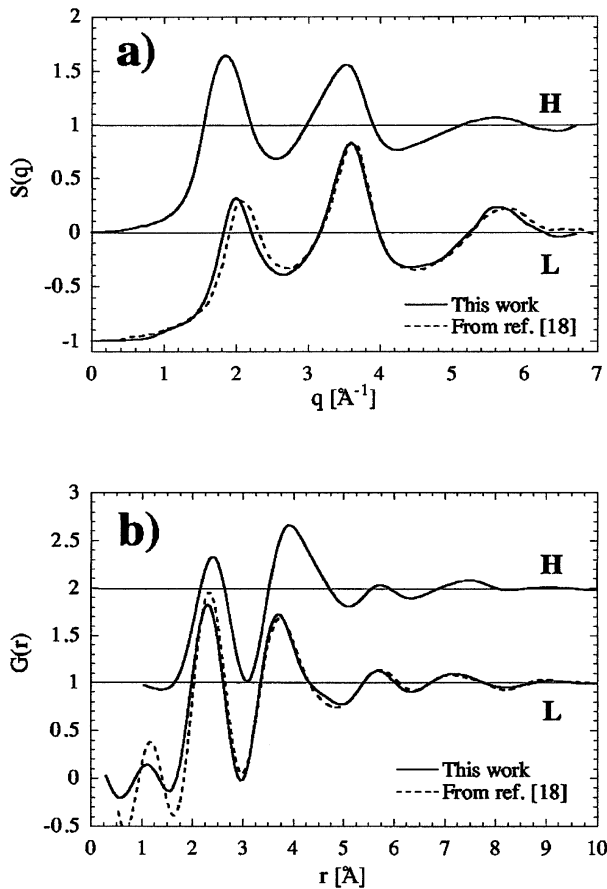 a)
2
1.5
1
0.5
0
-0.5
-1
S(q)
H
L
This work
From ref. [18]
0 1 2 3 4 5 6 7
q [Å⁻¹]
b)
3
2.5
2
1.5
1
0.5
0
-0.5
G(r)
H
L
This work
From ref. [18]
0 1 2 3 4 5 6 7 8 9 10
r [Å]